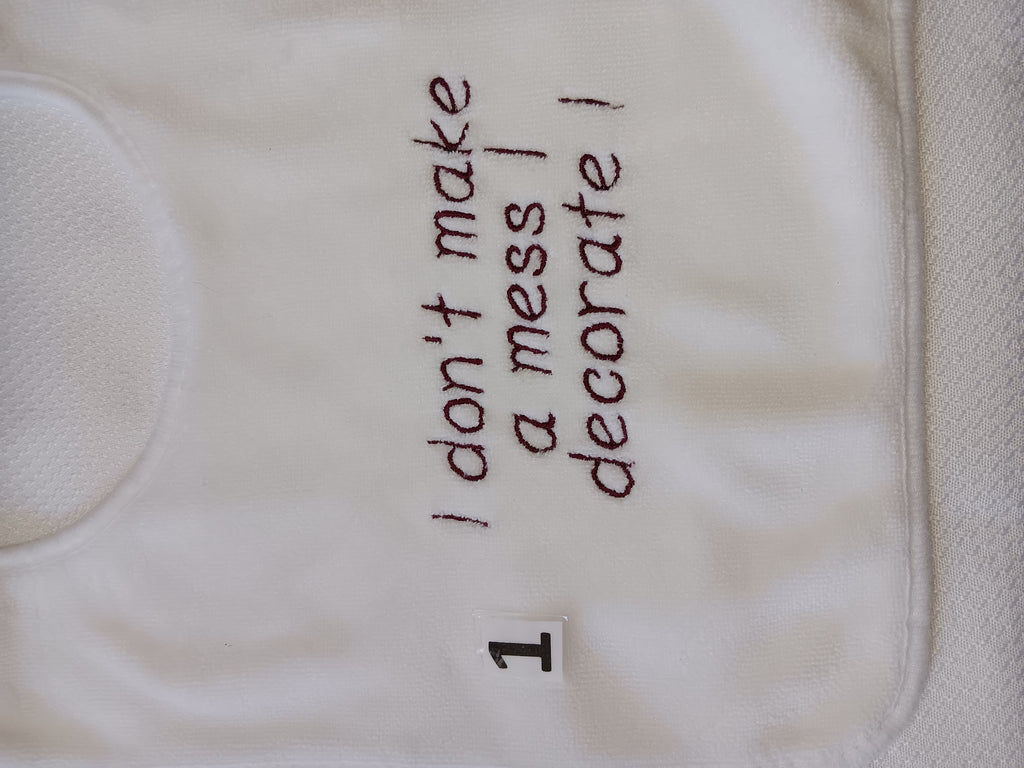 I don't make
a mess I
decorate I
1